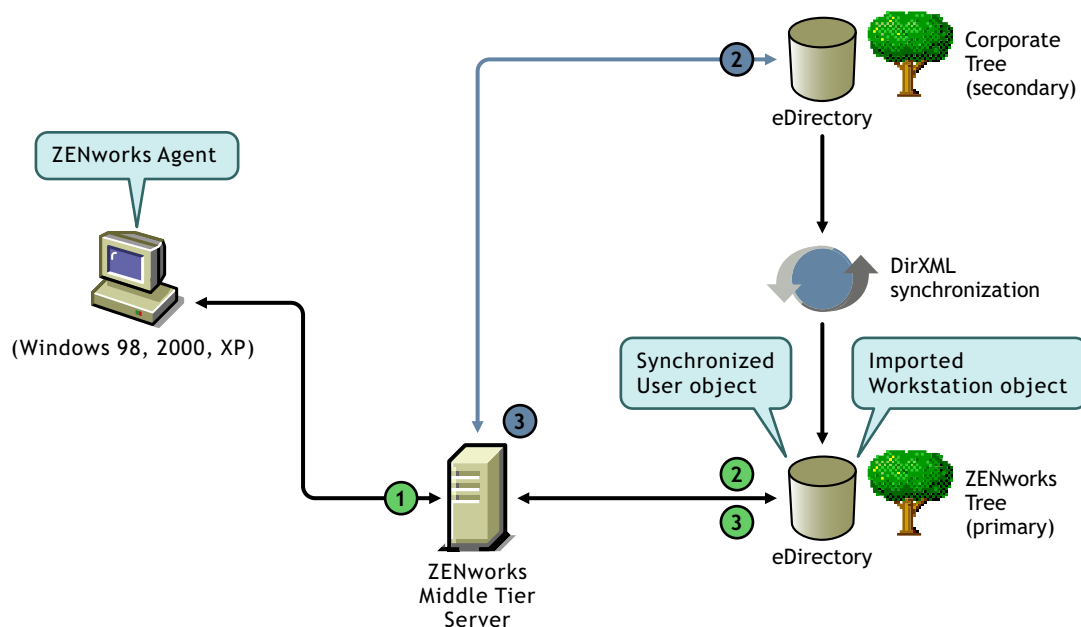 2
Corporate
Tree
(secondary)
eDirectory
ZENworks Agent
DirXML
synchronization
(Windows 98, 2000, XP)
Synchronized
User object
Imported
Workstation object
3
1
2
3
ZENworks
Tree
(primary)
eDirectory
ZENworks
Middle Tier
Server